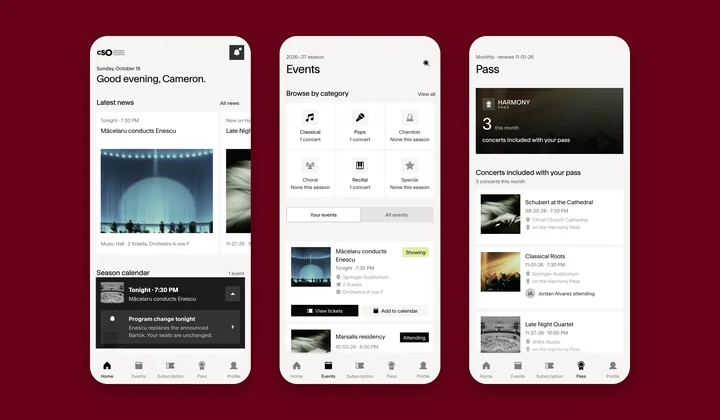 CSO
Sunday, October 18
Good evening, Cameron.
Latest news
All news
Tonight · 7:30 PM
Măcelaru conducts Enescu
Music Hall · 2 tickets, Orchestra A row F
New on Ha
Late Nigh
11-27-26 ·
Season calendar
1 event
Tonight · 7:30 PM
Măcelaru conducts Enescu
Program change tonight
Enescu replaces the announced
Bartók. Your seats are unchanged.
Home
Events
Subscription
Pass
Profile
2026–27 season
Events
Browse by category
View all
Classical
1 concert
Pops
1 concert
Chamber
None this season
Choral
None this season
Recital
1 concert
Special
None this season
Your events
All events
Măcelaru conducts
Enescu
Showing
Tonight · 7:30 PM
Springer Auditorium
2 tickets
Orchestra A row F
View tickets
Add to calendar
Marsalis residency
Attending
10-03-26 · 8:00 PM
Home
Events
Subscription
Pass
Profile
Monthly · renews 11-01-26
Pass
HARMONY
PASS
3 this month
concerts included with your pass
Concerts included with your pass
3 concerts this month
Schubert at the Cathedral
09-20-26 · 7:30 PM
Christ Church Cathedral
on the Harmony Pass
Classical Roots
11-01-26 · 7:30 PM
Springer Auditorium
on the Harmony Pass
JA
Jordan Alvarez attending
Late Night Quartet
11-27-26 · 10:30 PM
Wilks Studio
on the Harmony Pass
Home
Events
Subscription
Pass
Profile